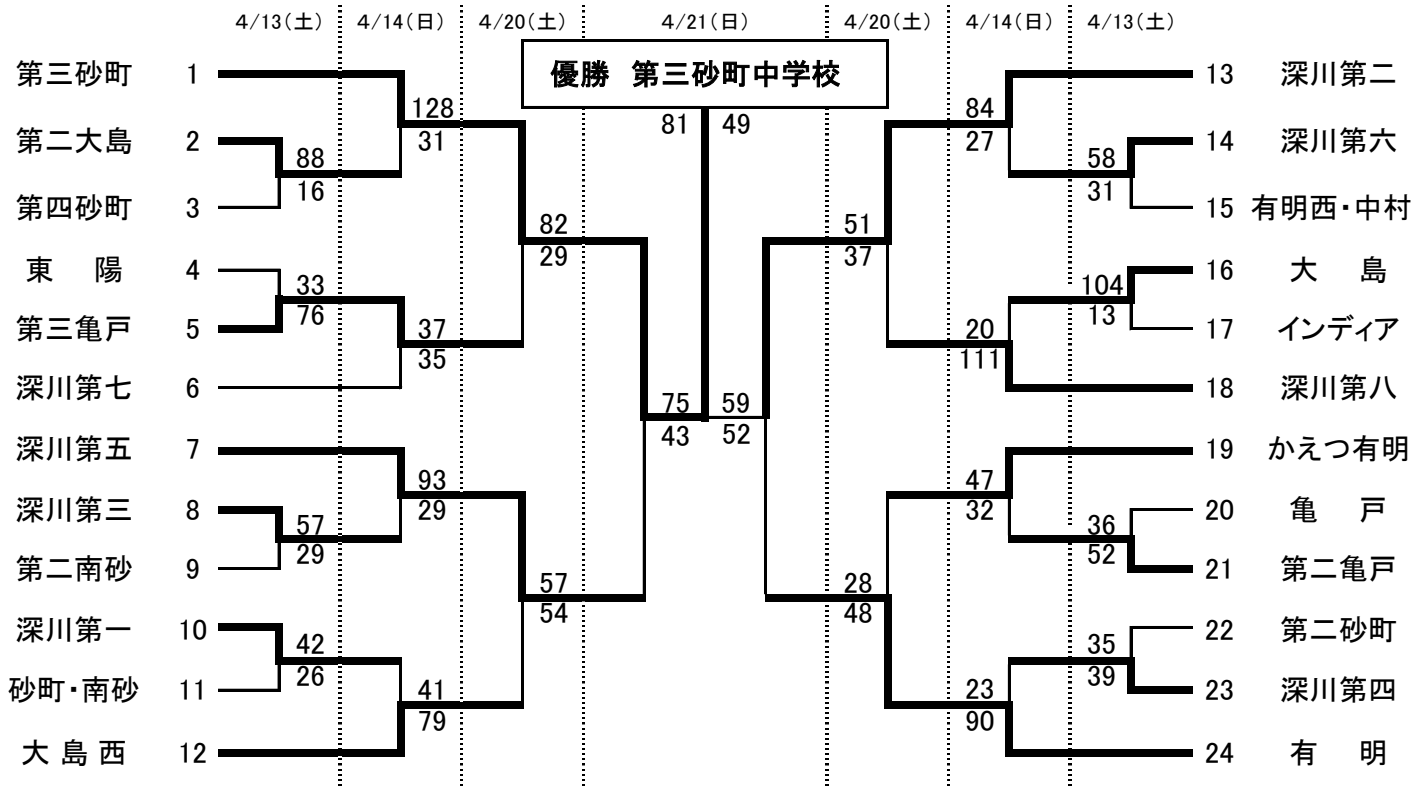 4/13(土) 4/14(日) 4/20(土) 4/21(日) 4/20(土) 4/14(日) 4/13(土)
優勝 第三砂町中学校
81 49
第三砂町 1
第二大島 2
第四砂町 3
東 陽 4
第三亀戸 5
深川第七 6
深川第五 7
深川第三 8
第二南砂 9
深川第一 10
砂町・南砂 11
大島西 12
88
16
33
76
57
29
42
26
128
31
37
35
93
29
41
79
82
29
57
54
75 59
43 52
51
37
28
48
84
27
20
111
47
32
23
90
58
31
104
13
36
52
35
39
13 深川第二
14 深川第六
15 有明西・中村
16 大 島
17 インディア
18 深川第八
19 かえつ有明
20 亀 戸
21 第二亀戸
22 第二砂町
23 深川第四
24 有 明